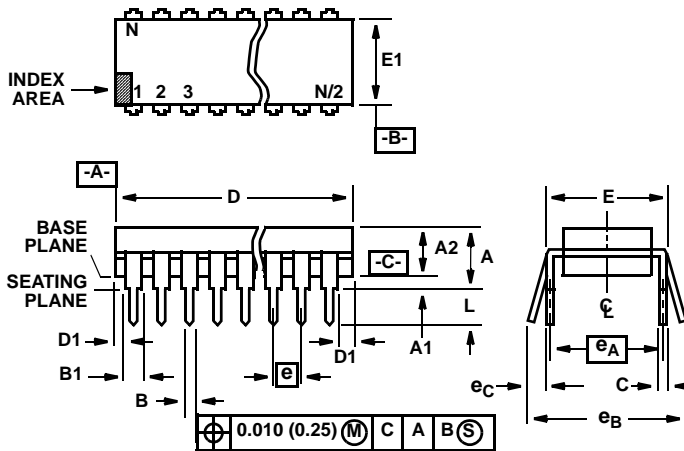 N
E1
INDEX
AREA
1 2 3 N/2
-B-
-A-
D
E
BASE
PLANE
A2
A
-C-
SEATING
PLANE
L
C
L
D1
A1
D1
eA
B1
e
eC
C
B
eB
0.010 (0.25) M C A B S